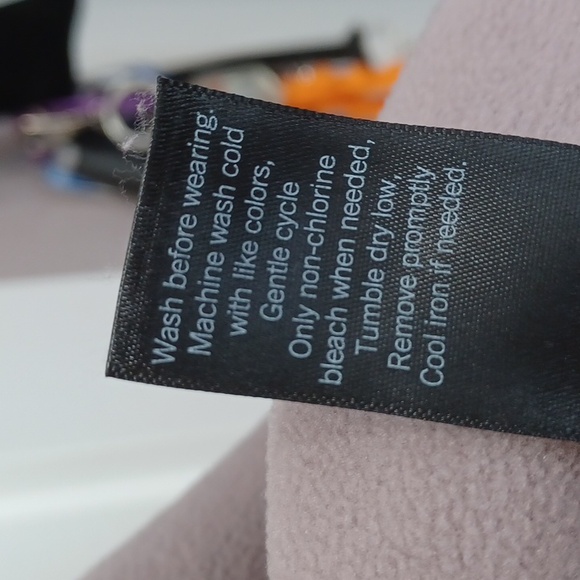 Wash before wearing.
Machine wash cold
with like colors,
Gentle cycle
Only non-chlorine
bleach when needed,
Tumble dry low,
Remove promptly
Cool iron if needed.